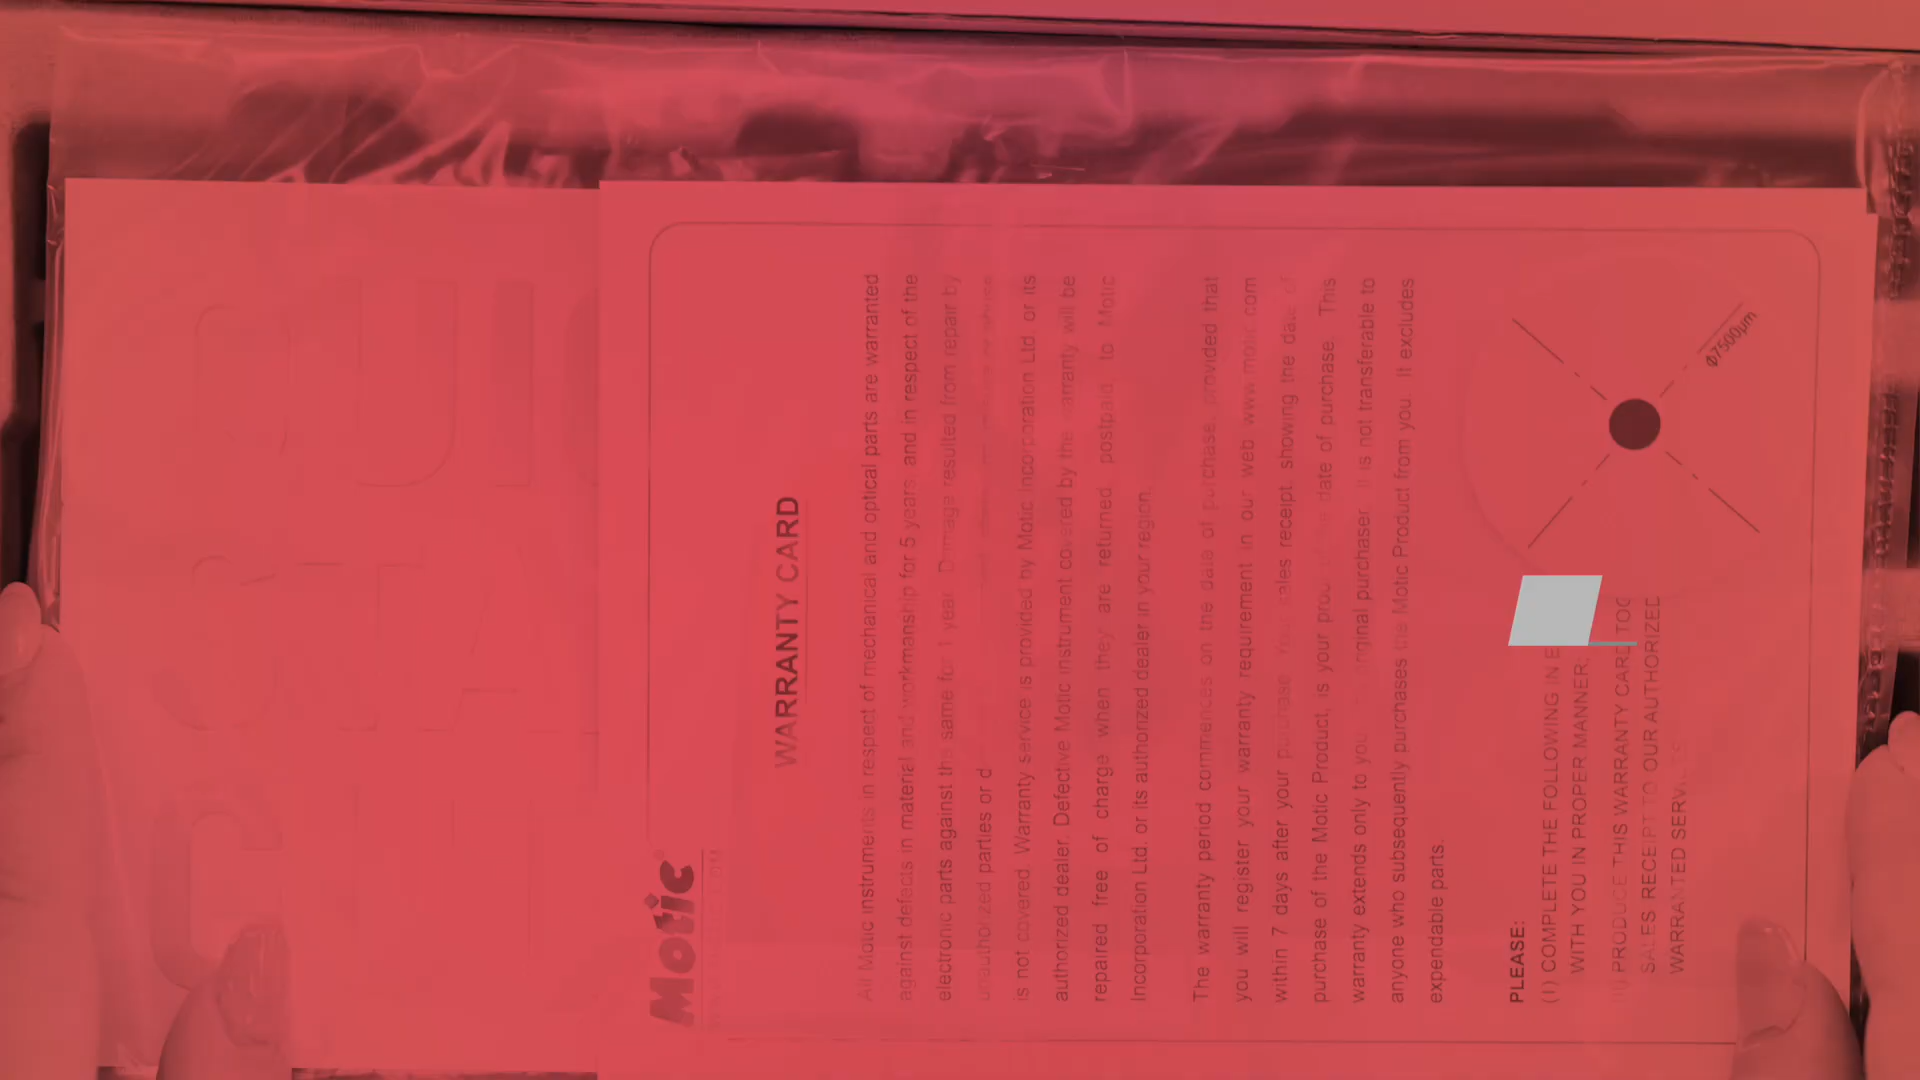 Motic®
WARRANTY CARD
All Motic instruments in respect of mechanical and optical parts are warranted
against defects in material and workmanship for 5 years and in respect of the
electronic parts against the same for 1 year. Damage resulted from repair by
unauthorized parties or d
is not covered. Warranty service is provided by Motic Incorporation Ltd. or its
authorized dealer. Defective Motic instrument covered by the warranty will be
repaired free of charge when they are returned, postpaid, to Motic
Incorporation Ltd. or its authorized dealer in your region.
The warranty period commences on the date of purchase, provided that
you will register your warranty requirement in our web www.motic.com
within 7 days after your purchase. You sales receipt, showing the date of
purchase of the Motic Product, is your proof date of purchase. This
warranty extends only to you original purchaser. It is not transferable to
anyone who subsequently purchases the Motic Product from you. It excludes
expendable parts.
PLEASE:
(I) COMPLETE THE FOLLOWING IN
WITH YOU IN PROPER MANNER,
(II) PRODUCE THIS WARRANTY CARD TOG
SALES RECEPT TO OUR AUTHORIZED
WARRANTED
Φ7500μm